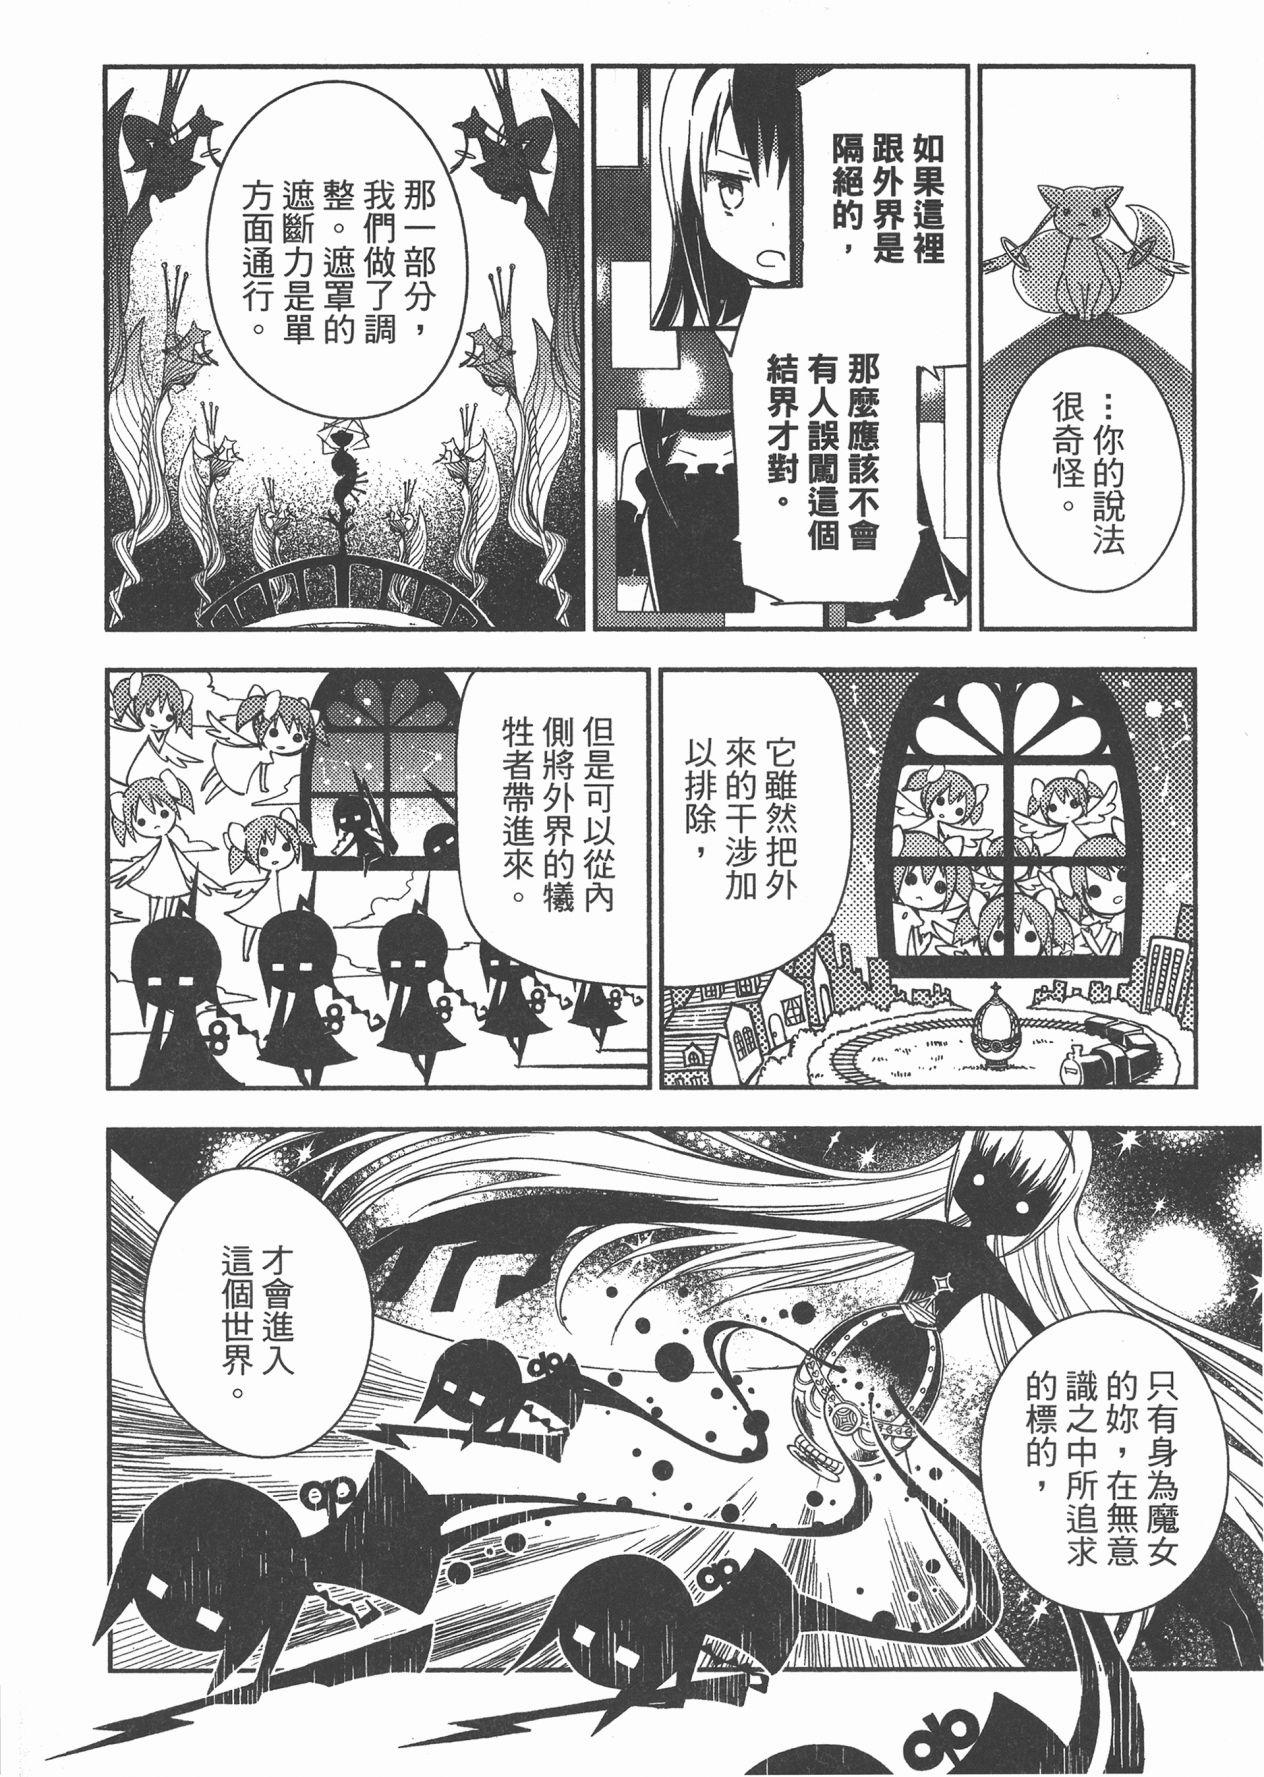 …你的說法
很奇怪。
如果這裡
跟外界是
隔絕的，
那麼應該不會
有人誤闖這個
結界才對。
那一部分，
我們做了調
整。遮罩的
遮斷力是單
方面通行。
它雖然把外
來的干涉加
以排除，
但是可以從內
側將外界的犧
牲者帶進來。
只有身為魔女
的妳，在無意
識之中所追求
的標的，
才會進入
這個世界。